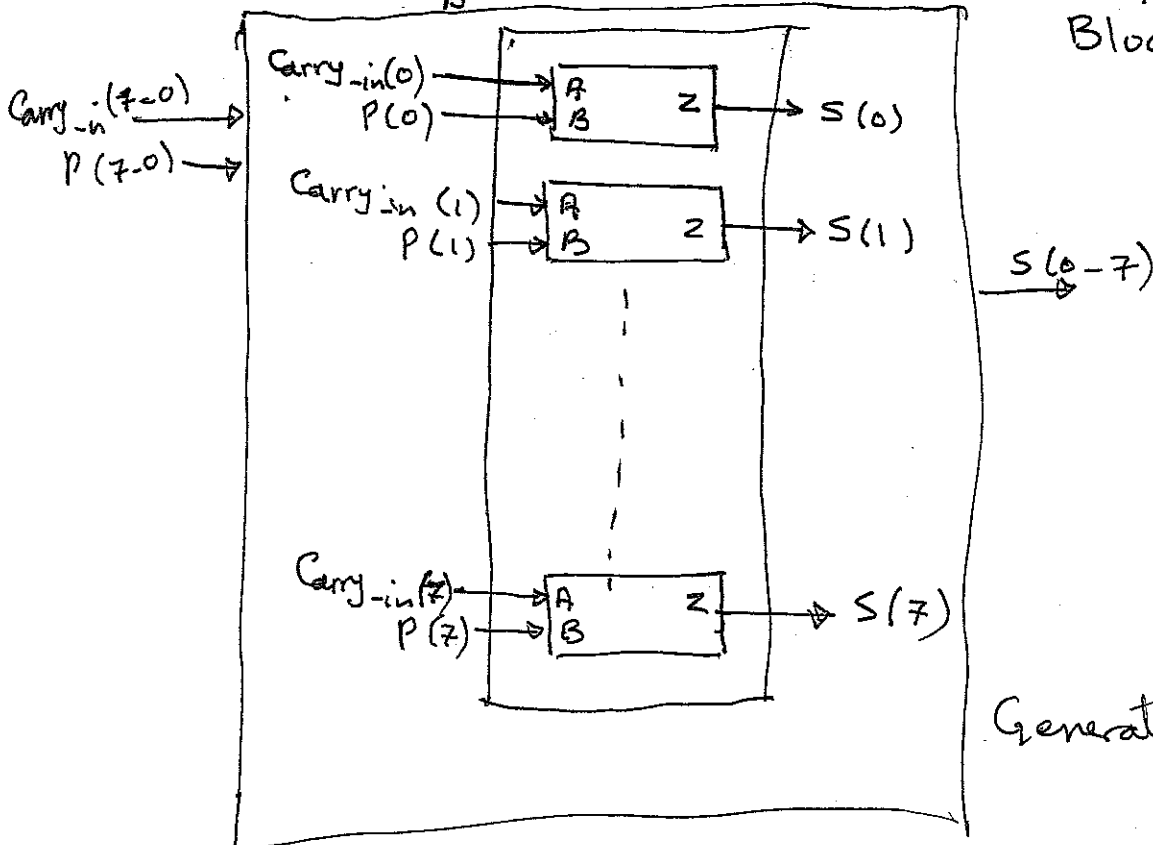 B
Bloc
Carry_in(0)
A
Z
S(0)
Carry_in(7-0)
P(0)
B
P(7-0)
Carry_in (1)
A
Z
S(1)
P(1)
B
S(0-7)
Carry_in(7)
A
Z
S(7)
P(7)
B
Generat